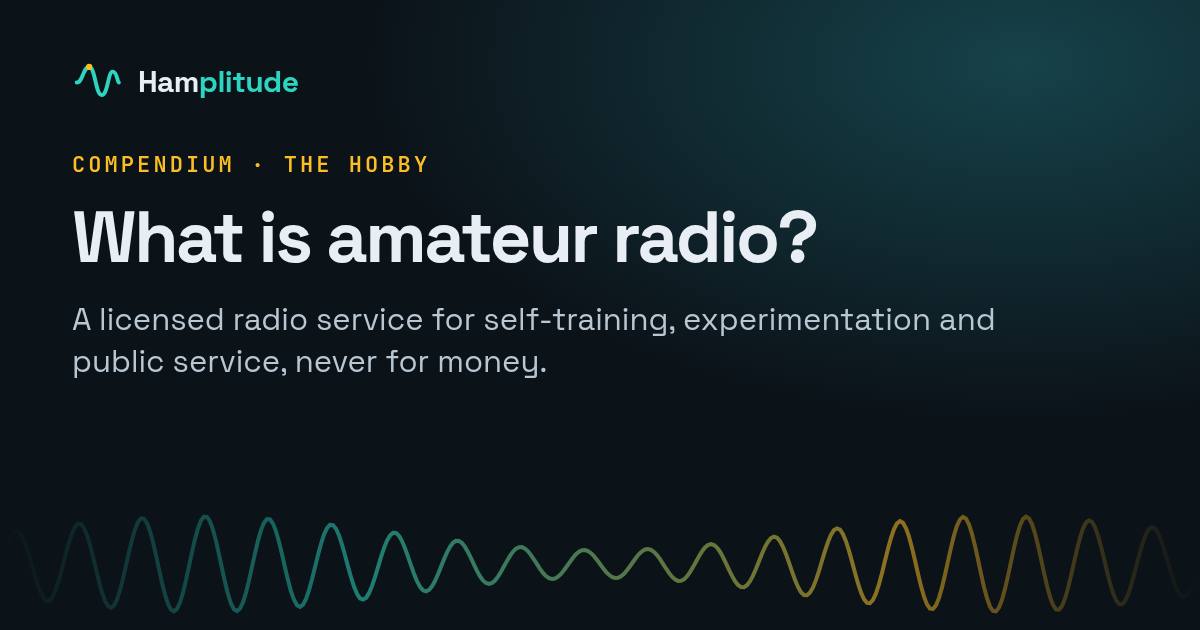 Hamplitude
COMPENDIUM · THE HOBBY
What is amateur radio?
A licensed radio service for self-training, experimentation and
public service, never for money.